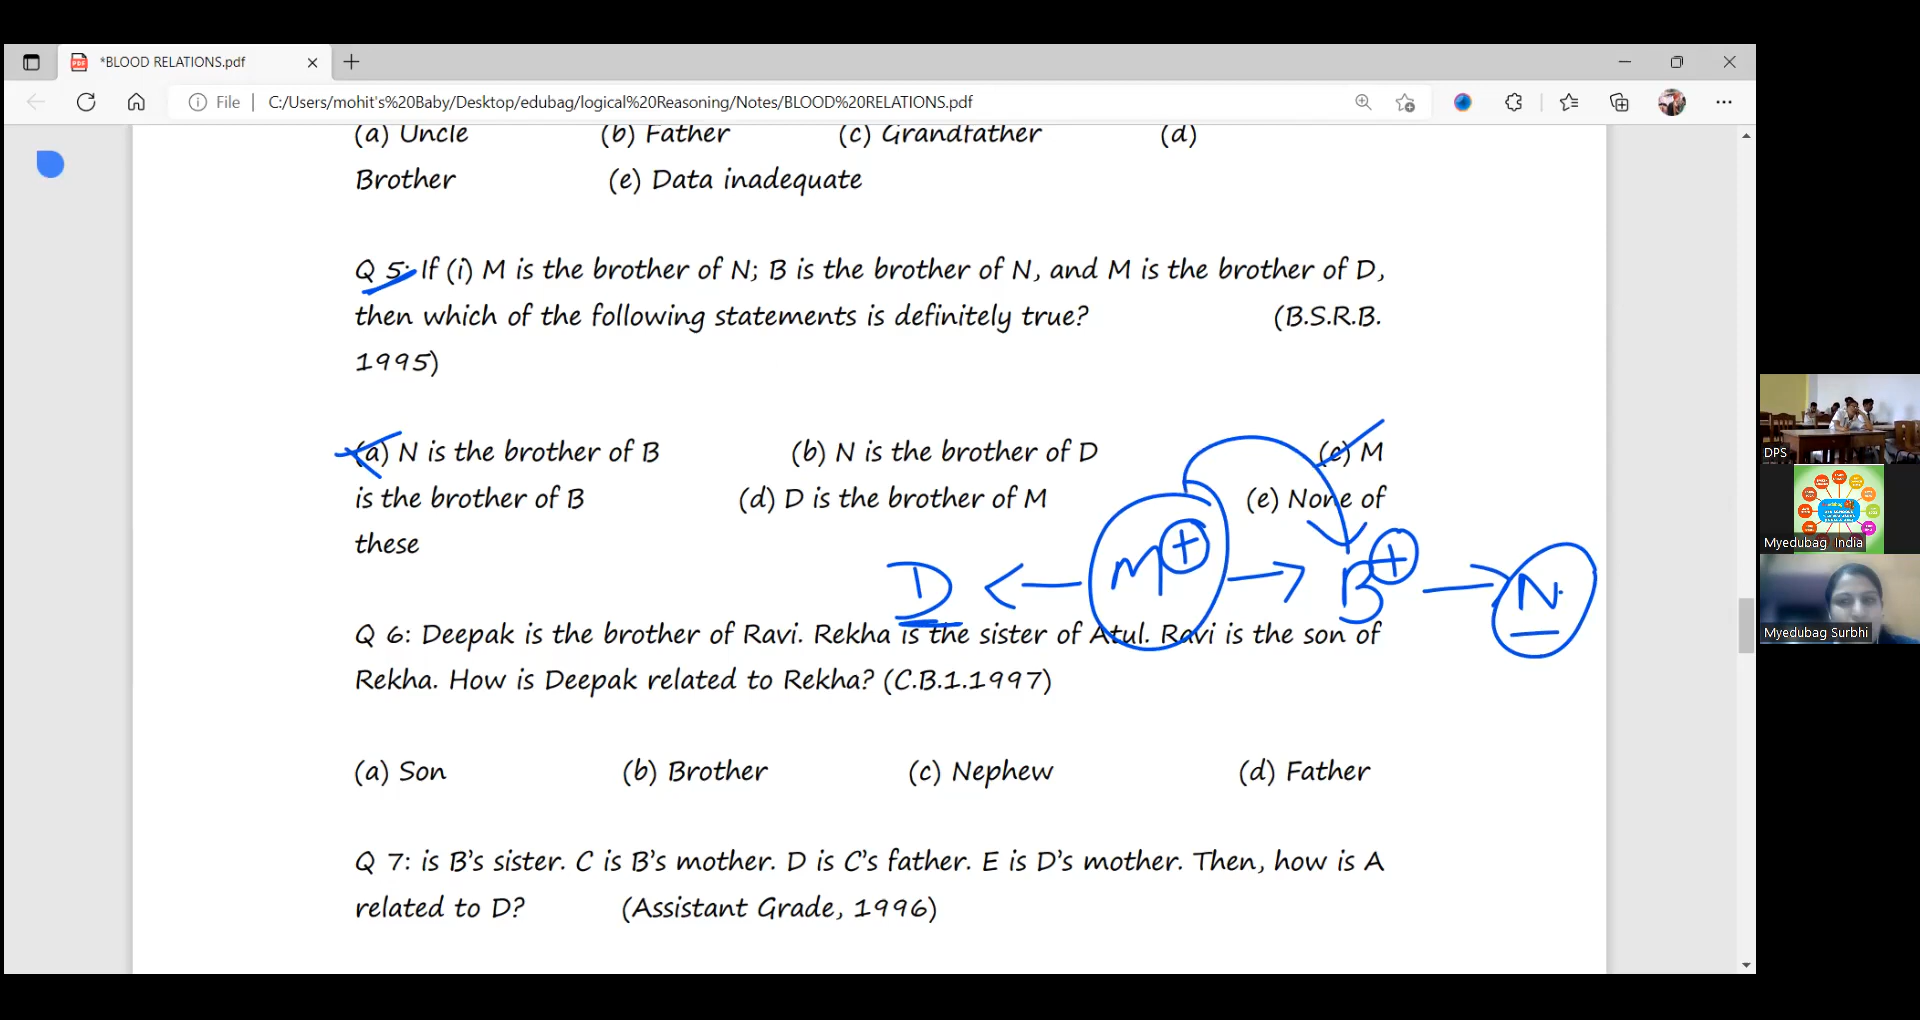 *BLOOD RELATIONS.pdf
File | C:/Users/mohit's%20Baby/Desktop/edubag/logical%20Reasoning/Notes/BLOOD%20RELATIONS.pdf
(a) Uncle (b) Father (c) Grandfather (d)
Brother (e) Data inadequate
Q 5: If (i) M is the brother of N; B is the brother of N, and M is the brother of D,
then which of the following statements is definitely true? (B.S.R.B.
1995)
(a) N is the brother of B (b) N is the brother of D (c) M
is the brother of B (d) D is the brother of M (e) None of
these
D ← M+ → B+ → N
Q 6: Deepak is the brother of Ravi. Rekha is the sister of Atul. Ravi is the son of
Rekha. How is Deepak related to Rekha? (C.B.1.1997)
(a) Son (b) Brother (c) Nephew (d) Father
Q 7: is B's sister. C is B's mother. D is C's father. E is D's mother. Then, how is A
related to D? (Assistant Grade, 1996)
DPS
Myedubag India
Myedubag Surbhi